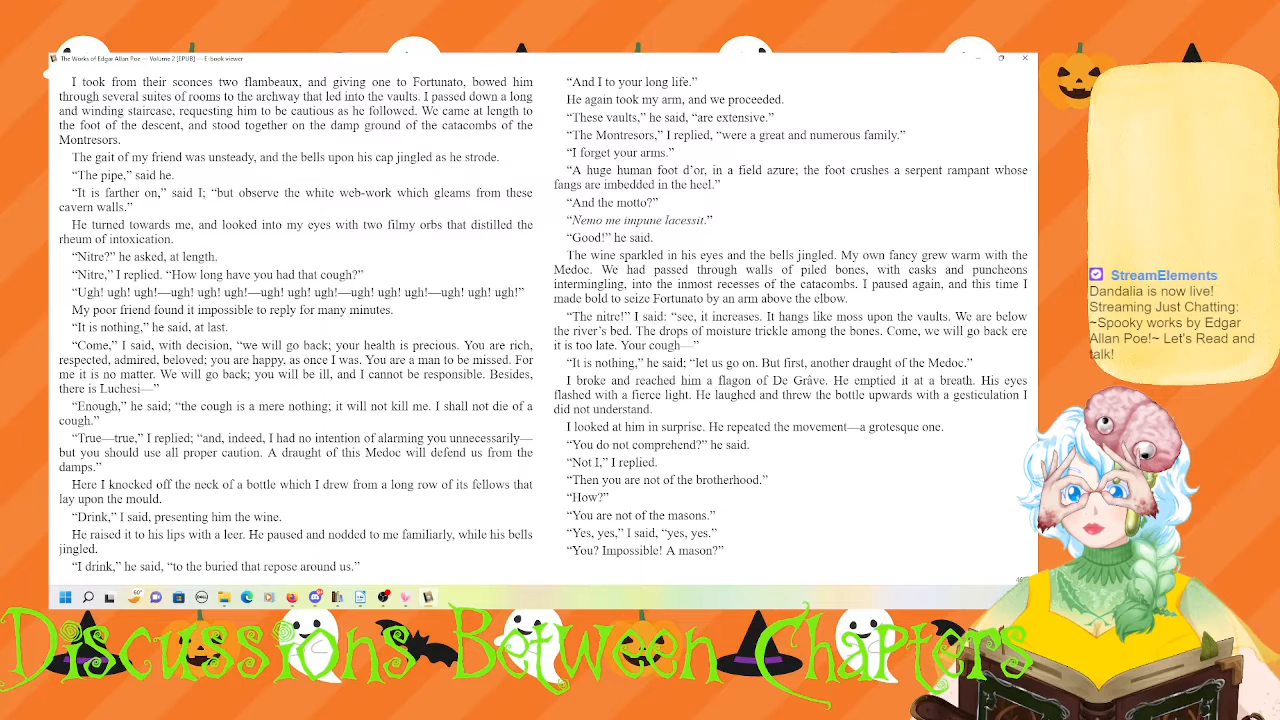 The Works of Edgar Allan Poe — Volume 2 [EPUB] — E-book viewer
I took from their sconces two flambeaux, and giving one to Fortunato, bowed him
through several suites of rooms to the archway that led into the vaults. I passed down a long
and winding staircase, requesting him to be cautious as he followed. We came at length to
the foot of the descent, and stood together on the damp ground of the catacombs of the
Montresors.
The gait of my friend was unsteady, and the bells upon his cap jingled as he strode.
“The pipe,” said he.
“It is farther on,” said I; “but observe the white web-work which gleams from these
cavern walls.”
He turned towards me, and looked into my eyes with two filmy orbs that distilled the
rheum of intoxication.
“Nitre?” he asked, at length.
“Nitre,” I replied. “How long have you had that cough?”
“Ugh! ugh! ugh!—ugh! ugh! ugh!—ugh! ugh! ugh!—ugh! ugh! ugh!—ugh! ugh! ugh!”
My poor friend found it impossible to reply for many minutes.
“It is nothing,” he said, at last.
“Come,” I said, with decision, “we will go back; your health is precious. You are rich,
respected, admired, beloved; you are happy, as once I was. You are a man to be missed. For
me it is no matter. We will go back; you will be ill, and I cannot be responsible. Besides,
there is Luchesi—”
“Enough,” he said; “the cough is a mere nothing; it will not kill me. I shall not die of a
cough.”
“True—true,” I replied; “and, indeed, I had no intention of alarming you unnecessarily—
but you should use all proper caution. A draught of this Medoc will defend us from the
damps.”
Here I knocked off the neck of a bottle which I drew from a long row of its fellows that
lay upon the mould.
“Drink,” I said, presenting him the wine.
He raised it to his lips with a leer. He paused and nodded to me familiarly, while his bells
jingled.
“I drink,” he said, “to the buried that repose around us.”
“And I to your long life.”
He again took my arm, and we proceeded.
“These vaults,” he said, “are extensive.”
“The Montresors,” I replied, “were a great and numerous family.”
“I forget your arms.”
“A huge human foot d’or, in a field azure; the foot crushes a serpent rampant whose
fangs are imbedded in the heel.”
“And the motto?”
“Nemo me impune lacessit.”
“Good!” he said.
The wine sparkled in his eyes and the bells jingled. My own fancy grew warm with the
Medoc. We had passed through walls of piled bones, with casks and puncheons
intermingling, into the inmost recesses of the catacombs. I paused again, and this time I
made bold to seize Fortunato by an arm above the elbow.
“The nitre!” I said: “see, it increases. It hangs like moss upon the vaults. We are below
the river’s bed. The drops of moisture trickle among the bones. Come, we will go back ere
it is too late. Your cough—”
“It is nothing,” he said; “let us go on. But first, another draught of the Medoc.”
I broke and reached him a flagon of De Grâve. He emptied it at a breath. His eyes
flashed with a fierce light. He laughed and threw the bottle upwards with a gesticulation I
did not understand.
I looked at him in surprise. He repeated the movement—a grotesque one.
“You do not comprehend?” he said.
“Not I,” I replied.
“Then you are not of the brotherhood.”
“How?”
“You are not of the masons.”
“Yes, yes,” I said, “yes, yes.”
“You? Impossible! A mason?”
60°
StreamElements
Dandalia is now live!
Streaming Just Chatting:
~Spooky works by Edgar
Allan Poe!~ Let's Read and
talk!
Discussions Between Chapters